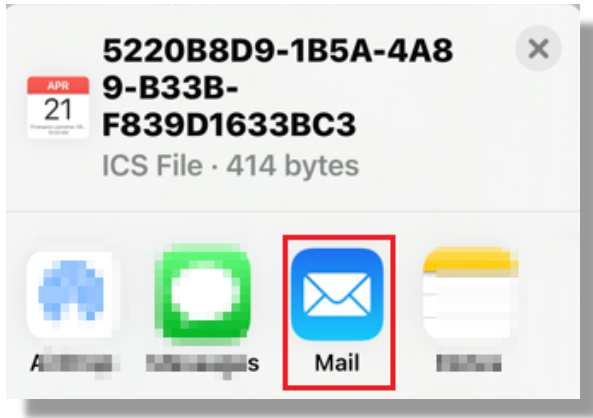 5220B8D9-1B5A-4A8
9-B33B-
F839D1633BC3
APR
21
ICS File · 414 bytes
Mail